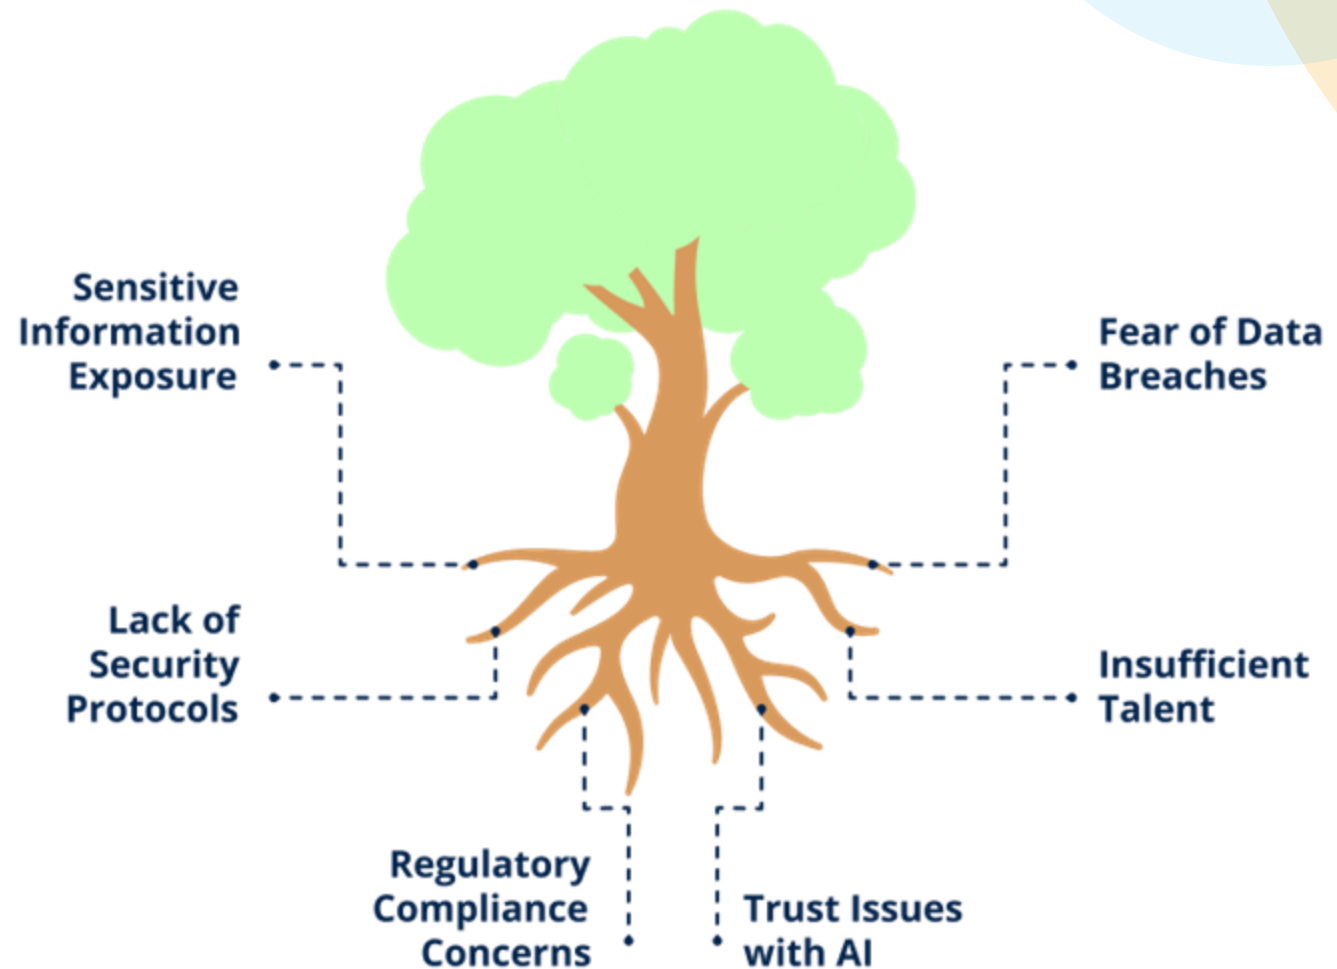 Sensitive
Information
Exposure
Fear of Data
Breaches
Lack of
Security
Protocols
Insufficient
Talent
Regulatory
Compliance
Concerns
Trust Issues
with AI